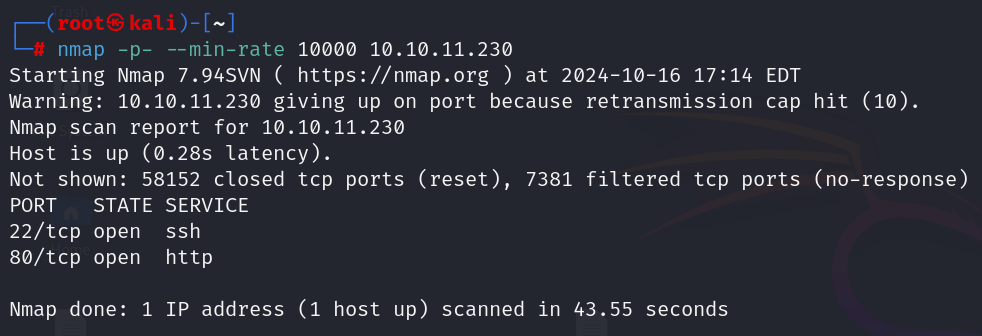 ┌──(root㉿kali)-[~]
└─# nmap -p- --min-rate 10000 10.10.11.230
Starting Nmap 7.94SVN ( https://nmap.org ) at 2024-10-16 17:14 EDT
Warning: 10.10.11.230 giving up on port because retransmission cap hit (10).
Nmap scan report for 10.10.11.230
Host is up (0.28s latency).
Not shown: 58152 closed tcp ports (reset), 7381 filtered tcp ports (no-response)
PORT   STATE SERVICE
22/tcp open  ssh
80/tcp open  http

Nmap done: 1 IP address (1 host up) scanned in 43.55 seconds